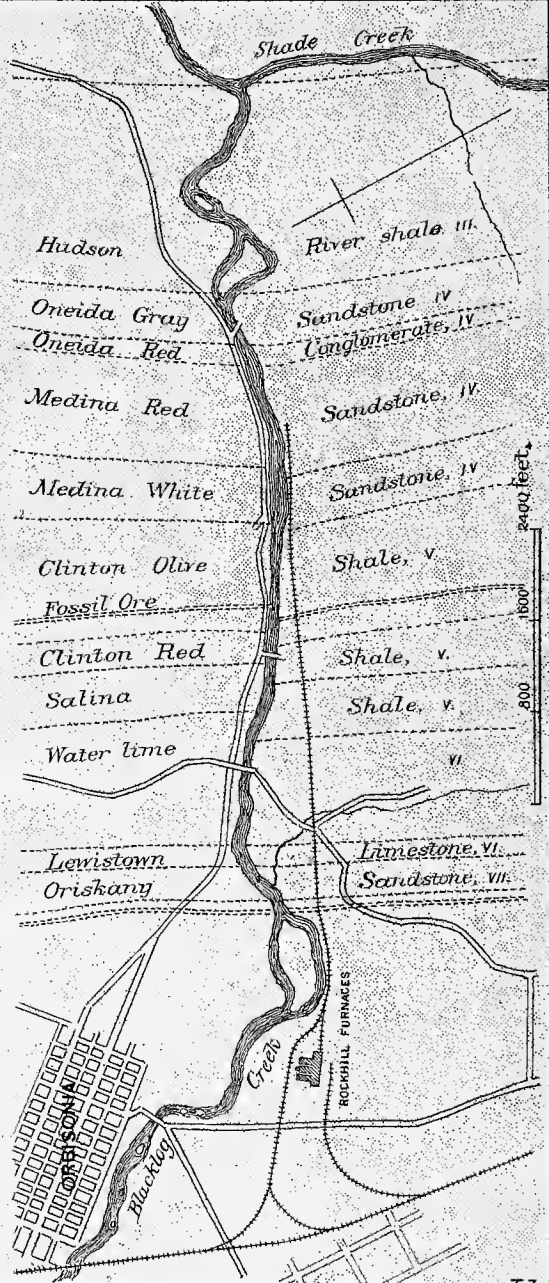 Shade Creek
Hudson River shale. III.
Oneida Gray Sandstone IV
Oneida Red Conglomerate, IV
Medina Red Sandstone, IV.
Medina White Sandstone, IV
2400 feet.
Clinton Olive Shale, V
Fossil Ore
1600
Clinton Red Shale, V.
Salina Shale, V.
800
Water lime VI
Lewistown Limestone, VI.
Oriskany Sandstone, VII.
ROCKHILL FURNACES
Creek
ORBISONIA
Blacklog